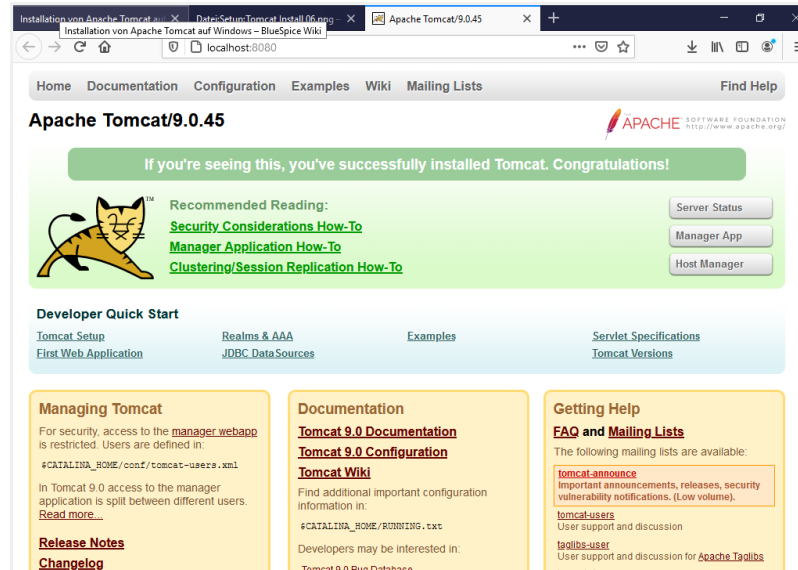 Installation von Apache Tomcat au
Datei:Setup:Tomcat Install 06.png –
Apache Tomcat/9.0.45
Installation von Apache Tomcat auf Windows – BlueSpice Wiki
localhost:8080
Home Documentation Configuration Examples Wiki Mailing Lists Find Help
Apache Tomcat/9.0.45
THE
APACHE SOFTWARE FOUNDATION
http://www.apache.org/
If you're seeing this, you've successfully installed Tomcat. Congratulations!
TM
Recommended Reading:
Security Considerations How-To
Manager Application How-To
Clustering/Session Replication How-To
Server Status
Manager App
Host Manager
Developer Quick Start
Tomcat Setup
First Web Application
Realms & AAA
JDBC DataSources
Examples
Servlet Specifications
Tomcat Versions
Managing Tomcat
For security, access to the manager webapp
is restricted. Users are defined in:
$CATALINA_HOME/conf/tomcat-users.xml
In Tomcat 9.0 access to the manager
application is split between different users.
Read more...
Release Notes
Changelog
Documentation
Tomcat 9.0 Documentation
Tomcat 9.0 Configuration
Tomcat Wiki
Find additional important configuration
information in:
$CATALINA_HOME/RUNNING.txt
Developers may be interested in:
Tomcat 9.0 Bug Database
Getting Help
FAQ and Mailing Lists
The following mailing lists are available:
tomcat-announce
Important announcements, releases, security
vulnerability notifications. (Low volume).
tomcat-users
User support and discussion
taglibs-user
User support and discussion for Apache Taglibs